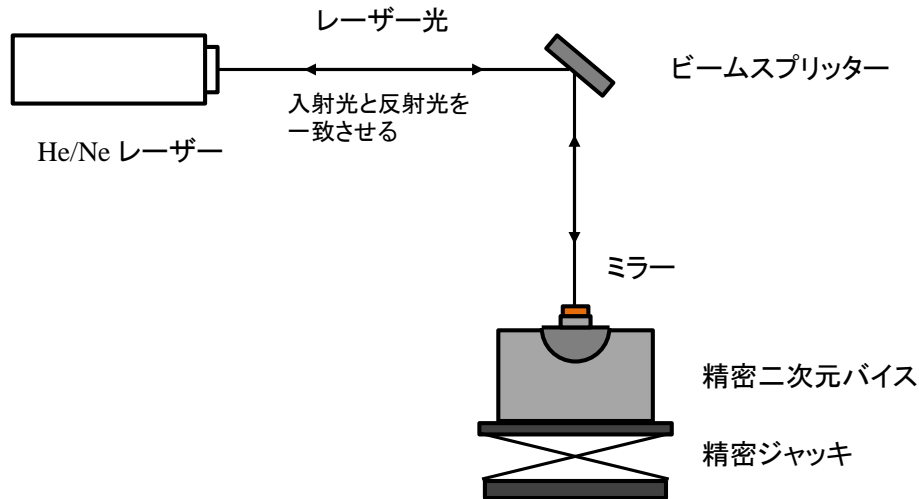 レーザー光
ビームスプリッター
入射光と反射光を
一致させる
He/Ne レーザー
ミラー
精密二次元バイス
精密ジャッキ